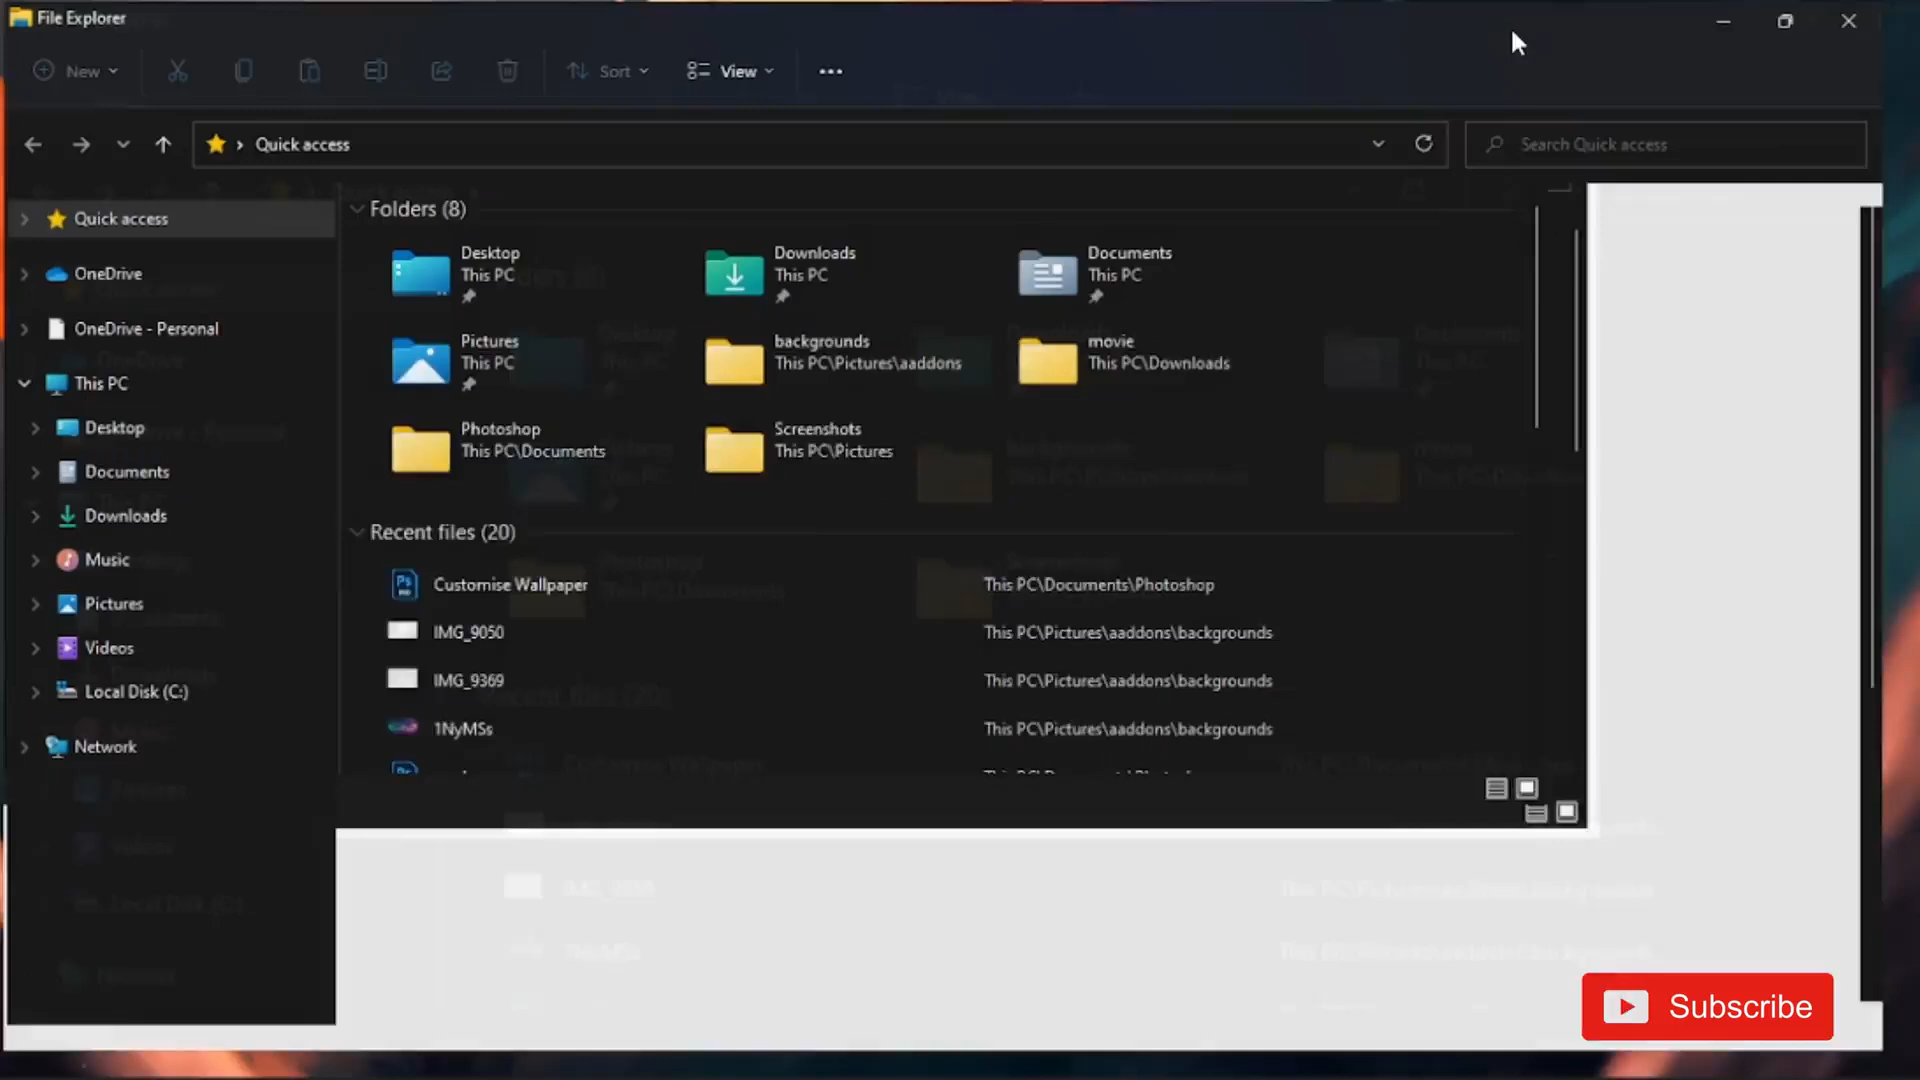 File Explorer
New
Sort
View
Quick access
Search Quick access
Quick access
OneDrive
OneDrive - Personal
This PC
Desktop
Documents
Downloads
Music
Pictures
Videos
Local Disk (C:)
Network
Folders (8)
Desktop
This PC
Downloads
This PC
Documents
This PC
Pictures
This PC
backgrounds
This PC\Pictures\aaddons
movie
This PC\Downloads
Photoshop
This PC\Documents
Screenshots
This PC\Pictures
Recent files (20)
Customise Wallpaper This PC\Documents\Photoshop
IMG_9050 This PC\Pictures\aaddons\backgrounds
IMG_9369 This PC\Pictures\aaddons\backgrounds
1NyMSs This PC\Pictures\aaddons\backgrounds
Subscribe